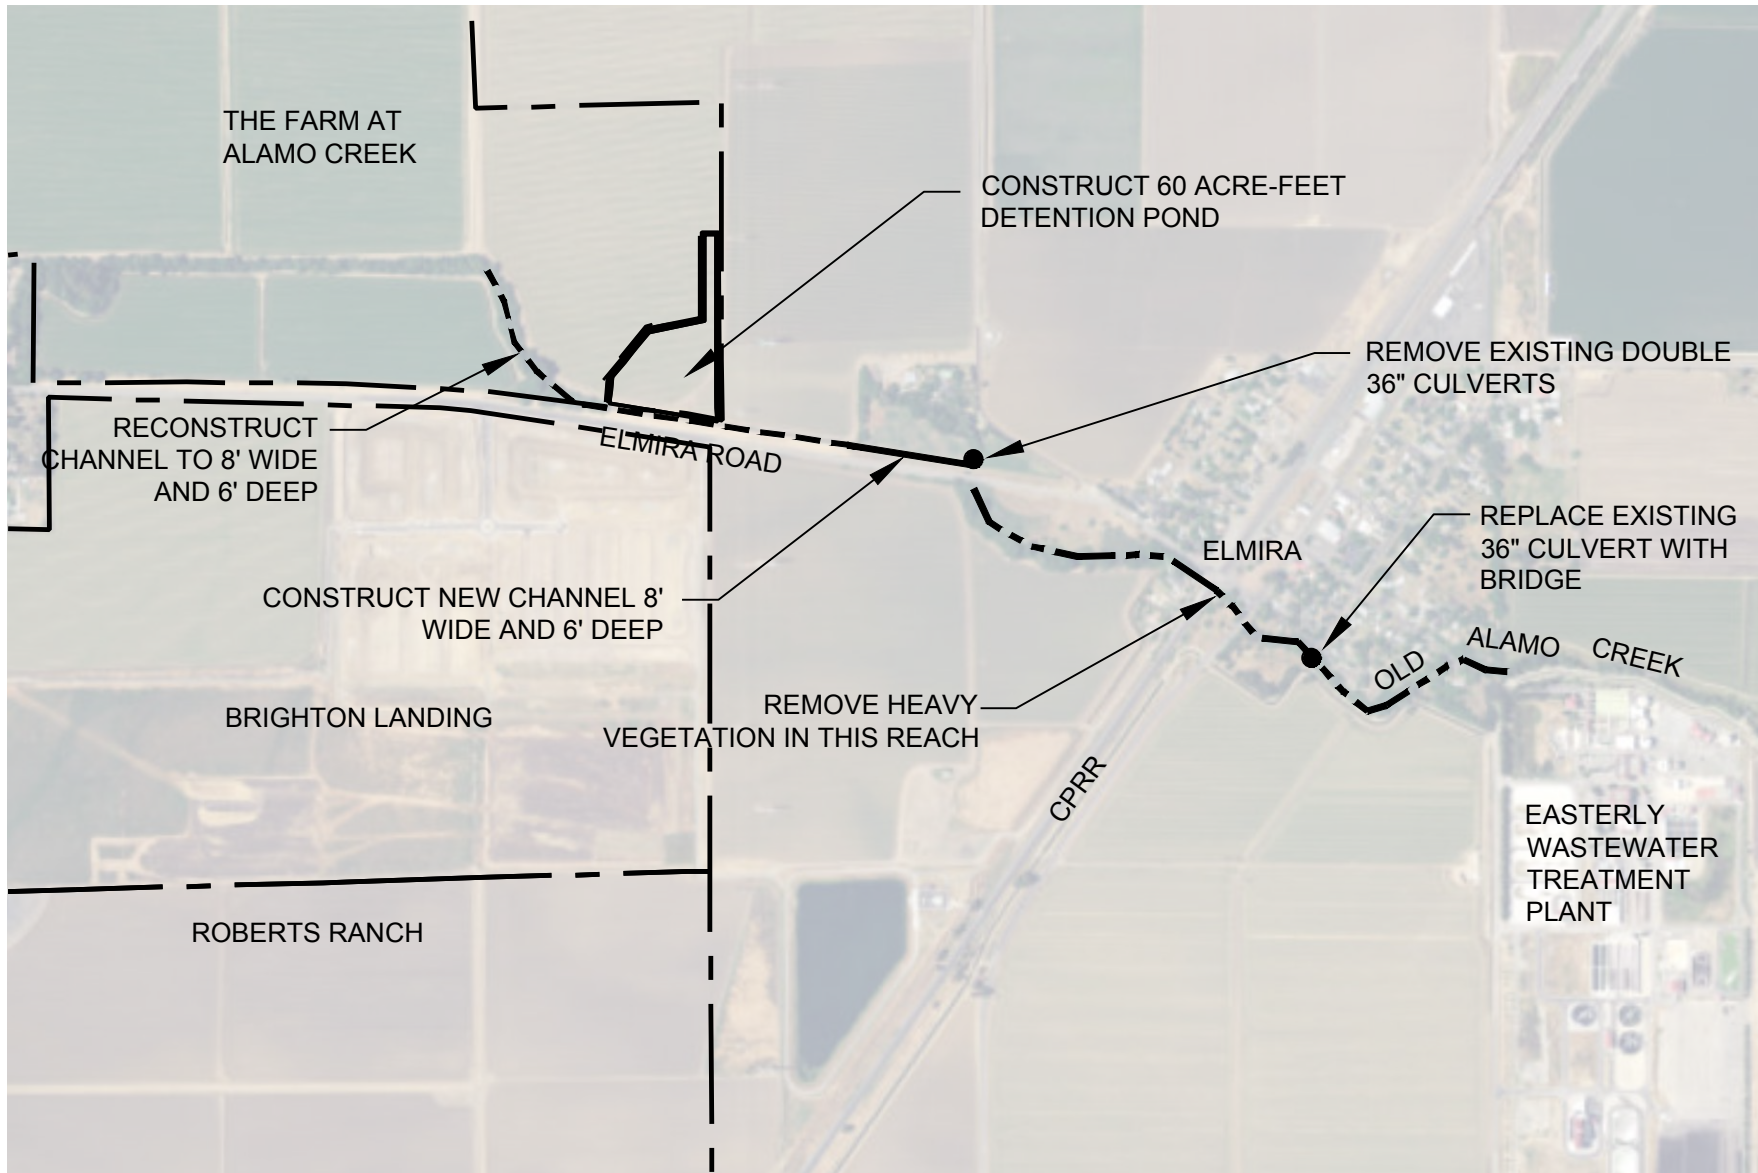 THE FARM AT
ALAMO CREEK
CONSTRUCT 60 ACRE-FEET
DETENTION POND
REMOVE EXISTING DOUBLE
36" CULVERTS
RECONSTRUCT
CHANNEL TO 8' WIDE
AND 6' DEEP
ELMIRA ROAD
REPLACE EXISTING
36" CULVERT WITH
BRIDGE
ELMIRA
CONSTRUCT NEW CHANNEL 8'
WIDE AND 6' DEEP
OLD ALAMO CREEK
REMOVE HEAVY
VEGETATION IN THIS REACH
BRIGHTON LANDING
CPRR
EASTERLY
WASTEWATER
TREATMENT
PLANT
ROBERTS RANCH